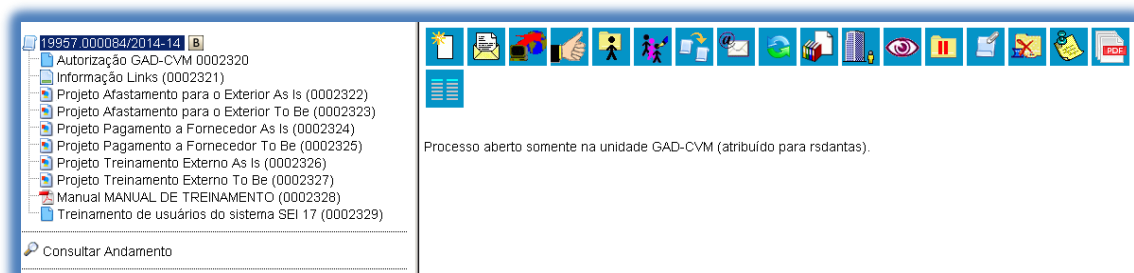 19957.000084/2014-14 B
Autorização GAD-CVM 0002320
Informação Links (0002321)
Projeto Afastamento para o Exterior As Is (0002322)
Projeto Afastamento para o Exterior To Be (0002323)
Projeto Pagamento a Fornecedor As Is (0002324)
Projeto Pagamento a Fornecedor To Be (0002325)
Projeto Treinamento Externo As Is (0002326)
Projeto Treinamento Externo To Be (0002327)
Manual MANUAL DE TREINAMENTO (0002328)
Treinamento de usuários do sistema SEI 17 (0002329)
Consultar Andamento
PDF
Processo aberto somente na unidade GAD-CVM (atribuído para rsdantas).